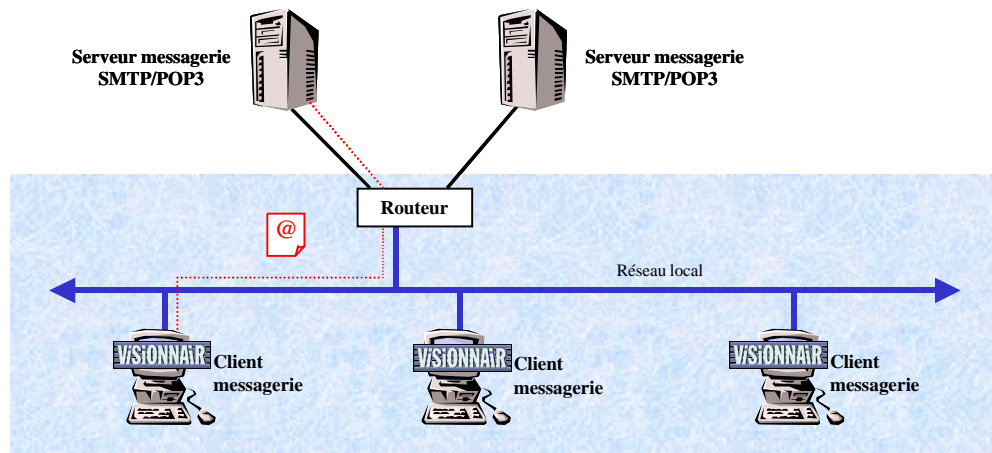 Serveur messagerie
SMTP/POP3
Serveur messagerie
SMTP/POP3
Routeur
@
Réseau local
ViSiONNAiR
Client
messagerie
ViSiONNAiR
Client
messagerie
ViSiONNAiR
Client
messagerie